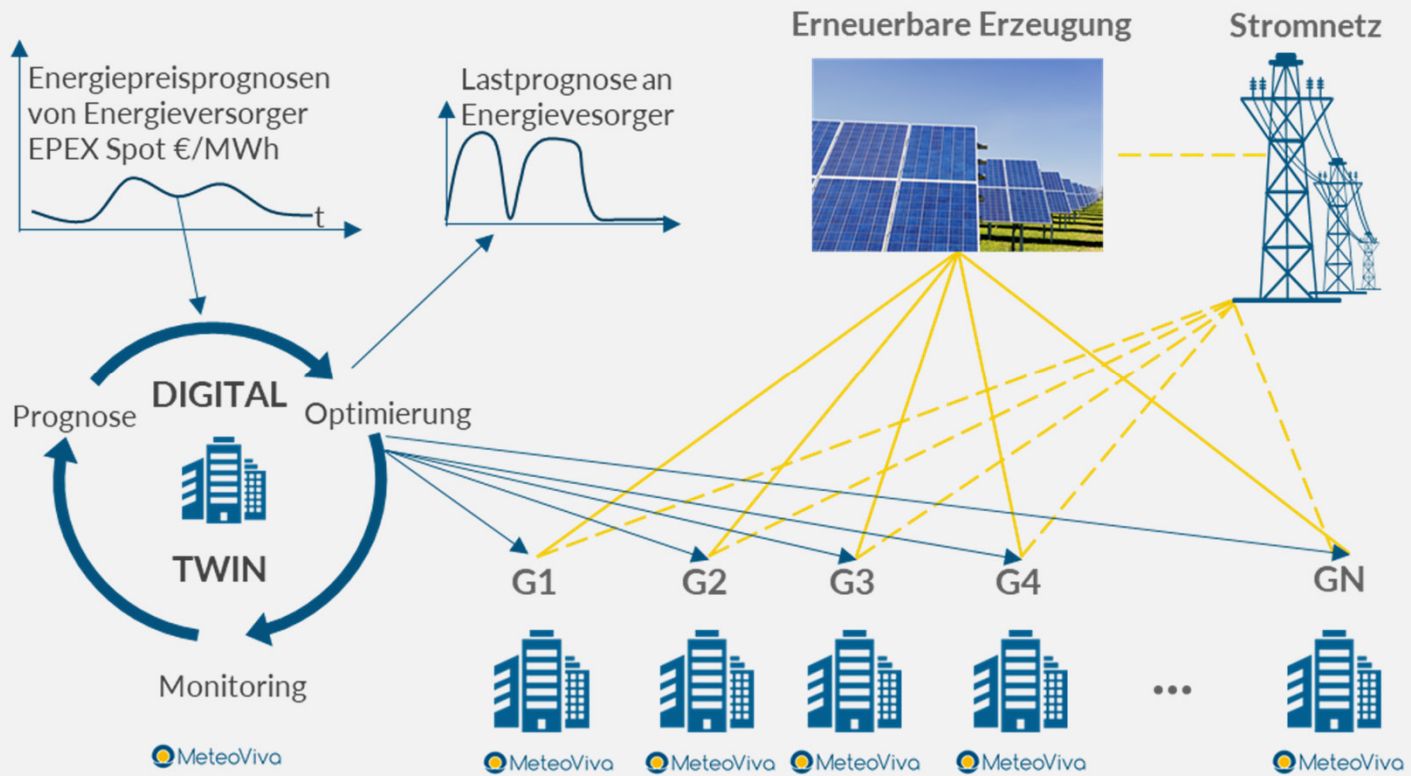 Erneuerbare Erzeugung
Stromnetz
Energiepreisprognosen
von Energieversorger
EPEX Spot €/MWh
t
Lastprognose an
Energievesorger
DIGITAL
Prognose
Optimierung
TWIN
Monitoring
MeteoViva
G1
G2
G3
G4
GN
...
MeteoViva
MeteoViva
MeteoViva
MeteoViva
MeteoViva